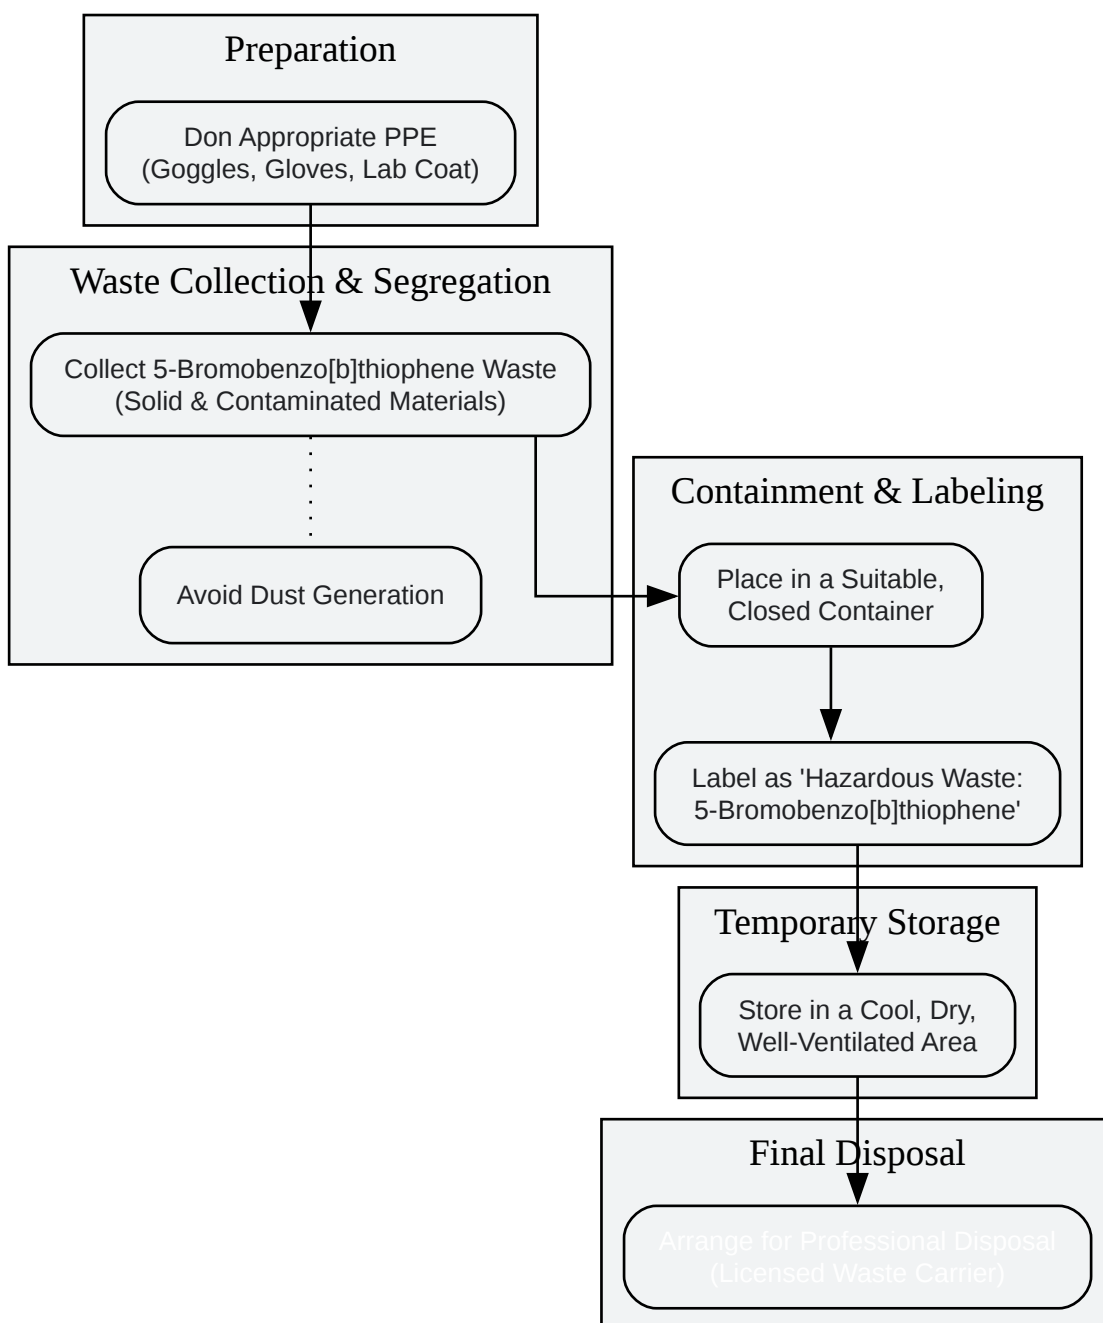 Preparation
Don Appropriate PPE
(Goggles, Gloves, Lab Coat)
Waste Collection & Segregation
Collect 5-Bromobenzo[b]thiophene Waste
(Solid & Contaminated Materials)
Avoid Dust Generation
Containment & Labeling
Place in a Suitable,
Closed Container
Label as 'Hazardous Waste:
5-Bromobenzo[b]thiophene'
Temporary Storage
Store in a Cool, Dry,
Well-Ventilated Area
Final Disposal
Arrange for Professional Disposal
(Licensed Waste Carrier)